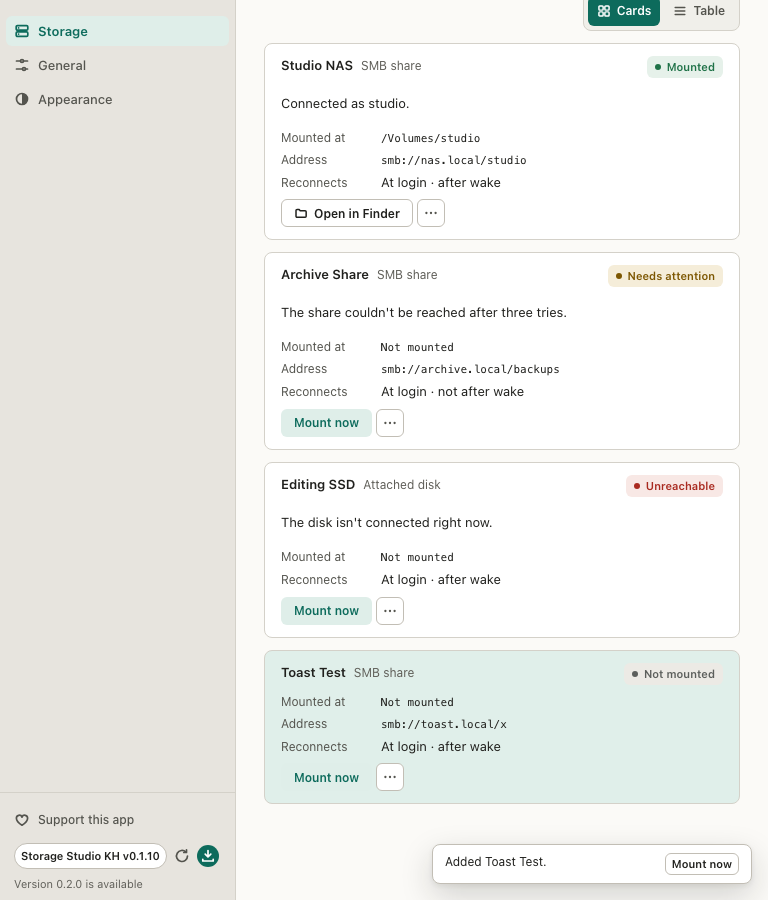 Storage
General
Appearance
Cards
Table
Studio NAS SMB share
Mounted
Connected as studio.
Mounted at /Volumes/studio
Address smb://nas.local/studio
Reconnects At login · after wake
Open in Finder ···
Archive Share SMB share
Needs attention
The share couldn't be reached after three tries.
Mounted at Not mounted
Address smb://archive.local/backups
Reconnects At login · not after wake
Mount now ···
Editing SSD Attached disk
Unreachable
The disk isn't connected right now.
Mounted at Not mounted
Reconnects At login · after wake
Mount now ···
Toast Test SMB share
Not mounted
Mounted at Not mounted
Address smb://toast.local/x
Reconnects At login · after wake
Mount now ···
Support this app
Storage Studio KH v0.1.10
Version 0.2.0 is available
Added Toast Test.
Mount now